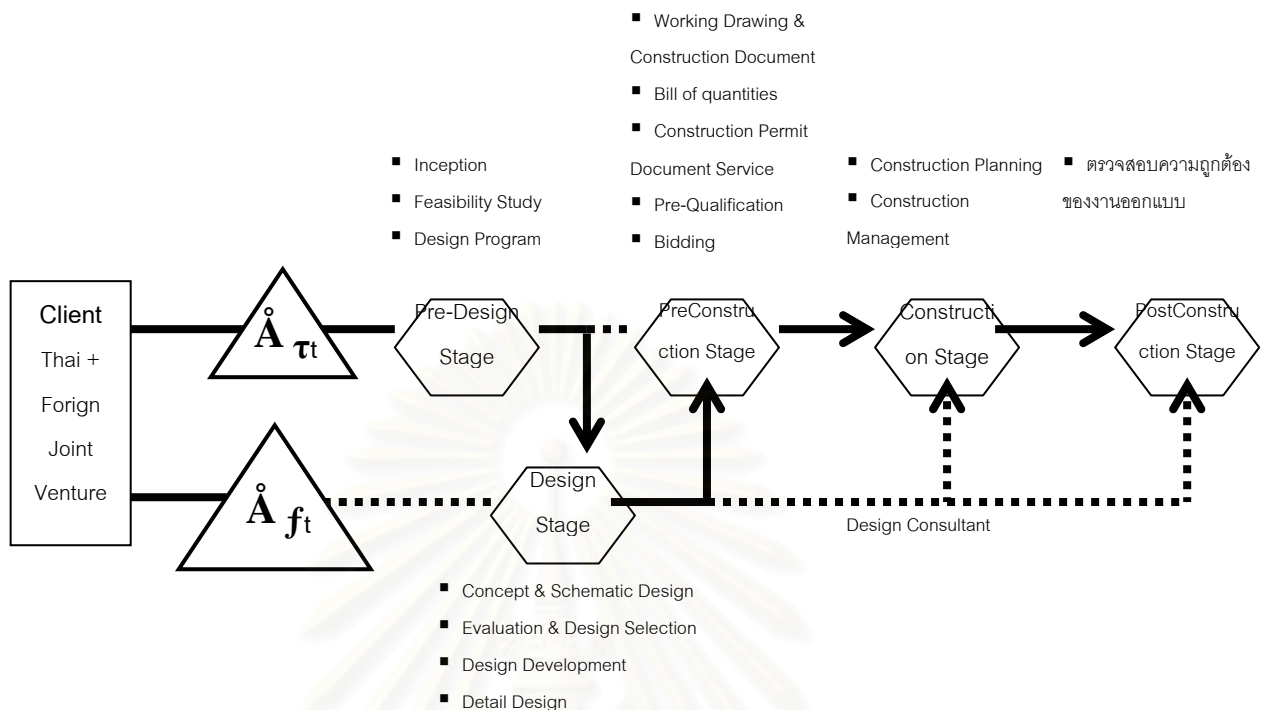 ▪ Working Drawing &
Construction Document
▪ Bill of quantities
▪ Construction Permit
Document Service
▪ Pre-Qualification
▪ Bidding
▪ Inception
▪ Feasibility Study
▪ Design Program
▪ Construction Planning
▪ Construction
Management
▪ ตรวจสอบความถูกต้อง
ของงานออกแบบ
Client
Thai +
Forign
Joint
Venture
Å τt
Å ft
Pre-Design
Stage
PreConstru
ction Stage
Constructi
on Stage
PostConstru
ction Stage
Design
Stage
Design Consultant
▪ Concept & Schematic Design
▪ Evaluation & Design Selection
▪ Design Development
▪ Detail Design